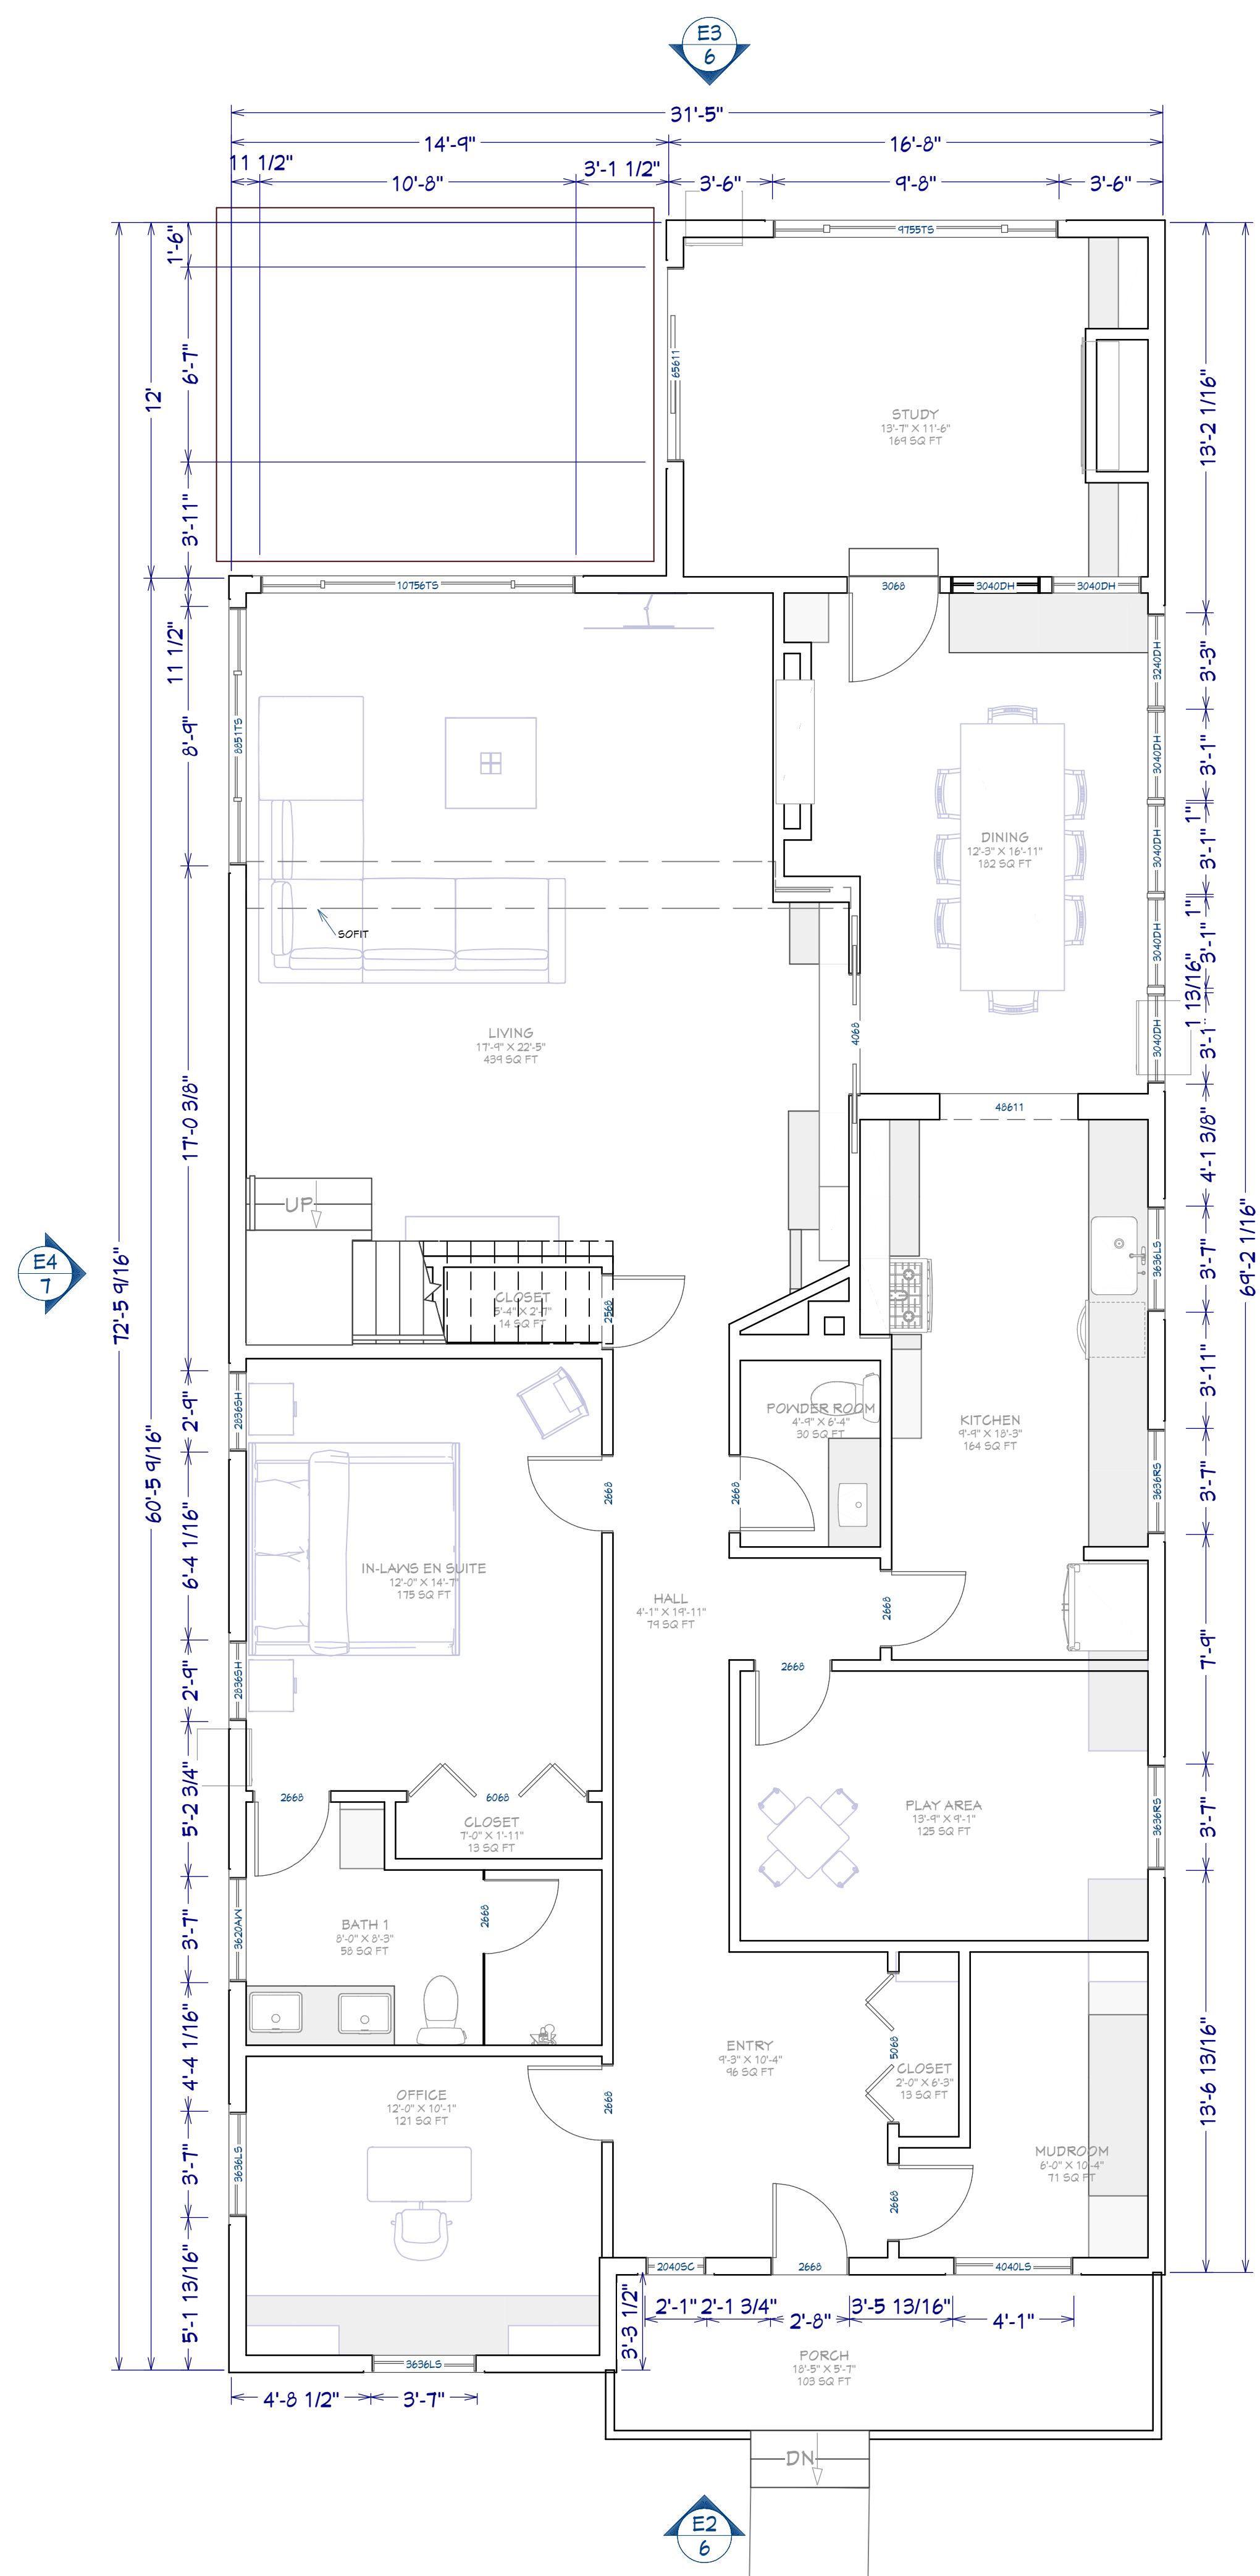 E3
6
31'-5"
14'-9"
16'-8"
11 1/2"
10'-8"
3'-1 1/2"
3'-6"
9'-8"
3'-6"
9755TS
1'-6"
6'-7"
3'-11"
12'
65611
STUDY
13'-7" X 11'-6"
169 SQ FT
13'-2 1/16"
10756TS
3068
3040DH
3040DH
11 1/2"
8'-9"
8851TS
3240DH
3040DH
3040DH
3040DH
3040DH
3'-3"
3'-1"
1"
3'-1"
1"
3'-1"
1 13/16"
3'-1"
DINING
12'-3" X 16'-11"
182 SQ FT
SOFIT
LIVING
17'-9" X 22'-5"
439 SQ FT
4068
48611
17'-0 3/8"
4'-1 3/8"
UP
3'-7"
3636LS
69'-2 1/16"
E4
7
72'-5 9/16"
CLOSET
5'-4" X 2'-7"
14 SQ FT
2568
3'-11"
2'-9"
2836SH
POWDER ROOM
4'-9" X 6'-4"
30 SQ FT
KITCHEN
9'-9" X 18'-3"
164 SQ FT
60'-5 9/16"
2668
2668
3636RS
3'-7"
6'-4 1/16"
IN-LAWS EN SUITE
12'-0" X 14'-7"
175 SQ FT
HALL
4'-1" X 19'-11"
79 SQ FT
2668
7'-9"
2'-9"
2836SH
2668
5'-2 3/4"
2668
6068
CLOSET
7'-0" X 1'-11"
13 SQ FT
PLAY AREA
13'-9" X 9'-1"
125 SQ FT
3636RS
3'-7"
3'-7"
3620AW
BATH 1
8'-0" X 8'-3"
58 SQ FT
2668
4'-4 1/16"
ENTRY
9'-3" X 10'-4"
96 SQ FT
5068
CLOSET
2'-0" X 6'-3"
13 SQ FT
13'-6 13/16"
OFFICE
12'-0" X 10'-1"
121 SQ FT
2668
3'-7"
3636LS
MUDROOM
6'-0" X 10'-4"
71 SQ FT
2668
5'-1 13/16"
2040SC
2668
4040LS
3'-3 1/2"
2'-1"
2'-1 3/4"
2'-8"
3'-5 13/16"
4'-1"
3636LS
PORCH
18'-5" X 5'-7"
103 SQ FT
4'-8 1/2"
3'-7"
DN
E2
6